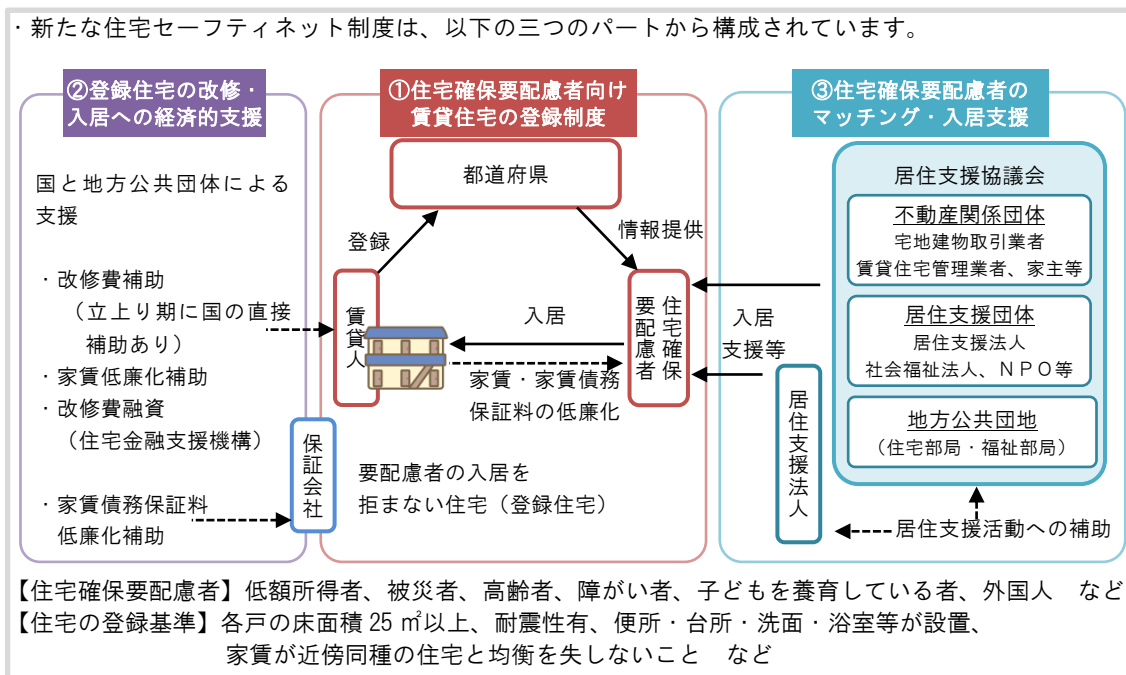 ・新たな住宅セーフティネット制度は、以下の三つのパートから構成されています。
②登録住宅の改修・
入居への経済的支援
国と地方公共団体による
支援
・改修費補助
（立上り期に国の直接
補助あり）
・家賃低廉化補助
・改修費融資
（住宅金融支援機構）
・家賃債務保証料
低廉化補助
保証会社
①住宅確保要配慮者向け
賃貸住宅の登録制度
都道府県
登録
情報提供
賃貸人
入居
家賃・家賃債務
保証料の低廉化
住宅確保
要配慮者
要配慮者の入居を
拒まない住宅（登録住宅）
③住宅確保要配慮者の
マッチング・入居支援
居住支援協議会
不動産関係団体
宅地建物取引業者
賃貸住宅管理業者、家主等
居住支援団体
居住支援法人
社会福祉法人、ＮＰＯ等
地方公共団地
（住宅部局・福祉部局）
入居
支援等
居住支援法人
居住支援活動への補助
【住宅確保要配慮者】低額所得者、被災者、高齢者、障がい者、子どもを養育している者、外国人　など
【住宅の登録基準】各戸の床面積 25 ㎡以上、耐震性有、便所・台所・洗面・浴室等が設置、
家賃が近傍同種の住宅と均衡を失しないこと　など